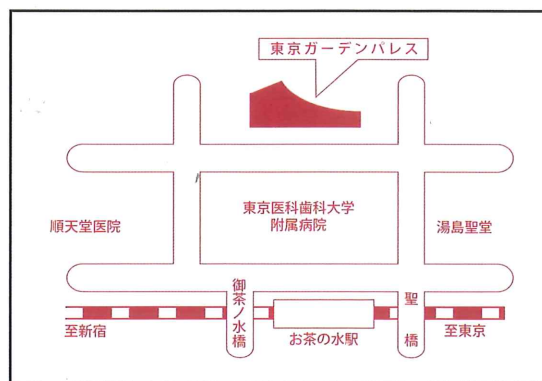 東京ガーデンパレス
順天堂医院
東京医科歯科大学
附属病院
湯島聖堂
御茶ノ水橋
聖橋
至新宿
お茶の水駅
至東京